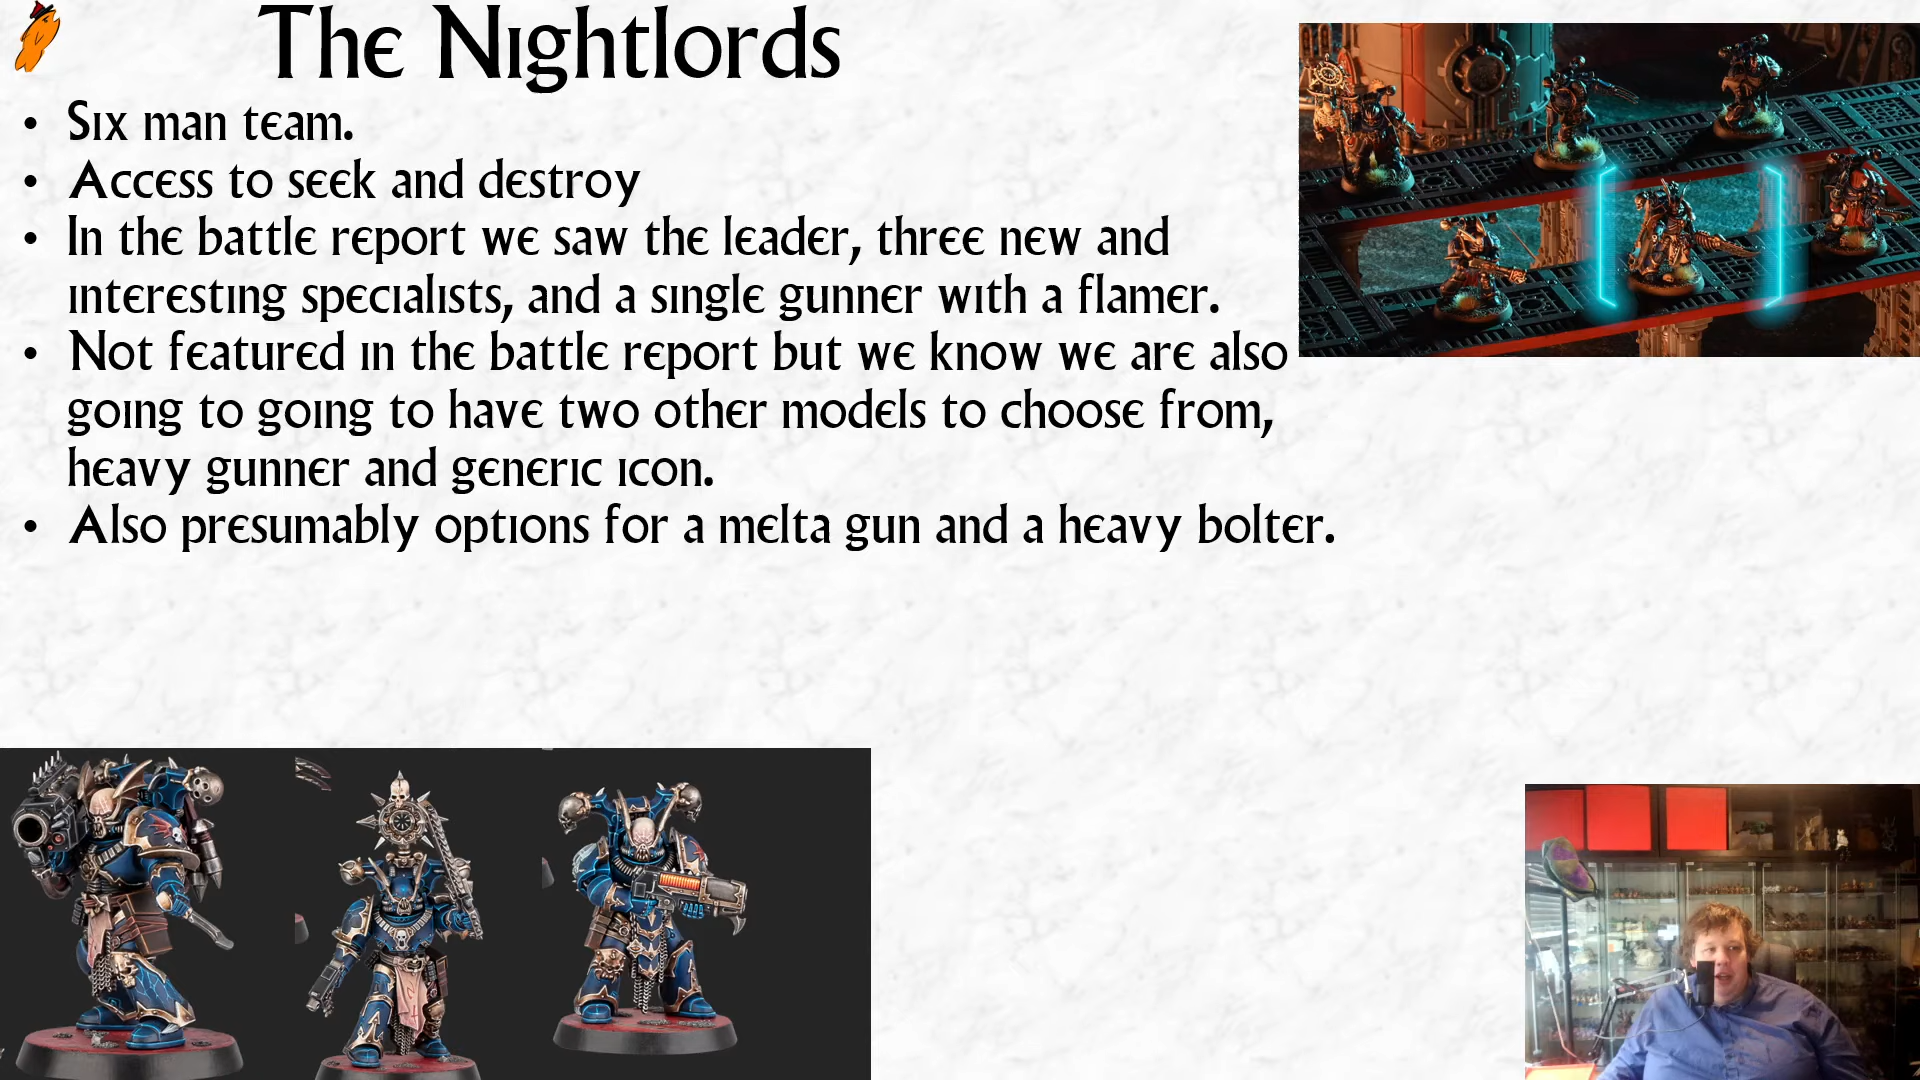 The Nightlords
• Six man team.
• Access to seek and destroy
• In the battle report we saw the leader, three new and
interesting specialists, and a single gunner with a flamer.
• Not featured in the battle report but we know we are also
going to going to have two other models to choose from,
heavy gunner and generic icon.
• Also presumably options for a melta gun and a heavy bolter.